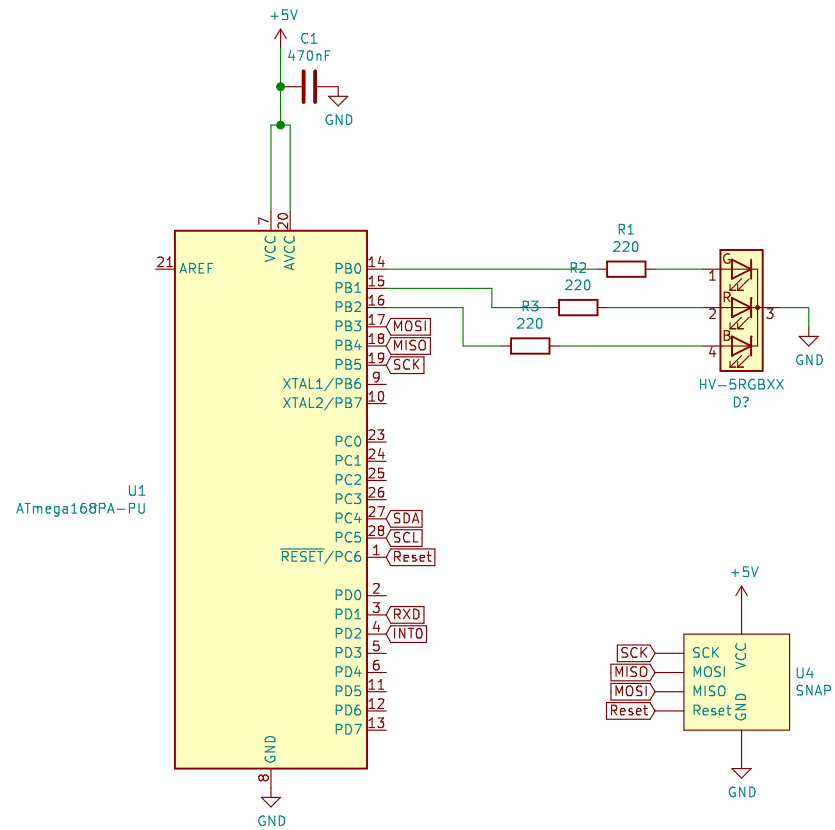 +5V
C1
470nF
GND
7
20
VCC
AVCC
21
AREF
PB0
14
PB1
15
PB2
16
PB3
17
MOSI
PB4
18
MISO
PB5
19
SCK
XTAL1/PB6
9
XTAL2/PB7
10
PC0
23
PC1
24
PC2
25
PC3
26
PC4
27
SDA
PC5
28
SCL
RESET/PC6
1
Reset
PD0
2
PD1
3
RXD
PD2
4
INT0
PD3
5
PD4
6
PD5
11
PD6
12
PD7
13
GND
8
GND
U1
ATmega168PA-PU
R1
220
R2
220
R3
220
G
1
R
2
3
B
4
HV-5RGBXX
D?
GND
+5V
VCC
SCK
SCK
MISO
MOSI
MOSI
MISO
Reset
Reset
GND
U4
SNAP
GND